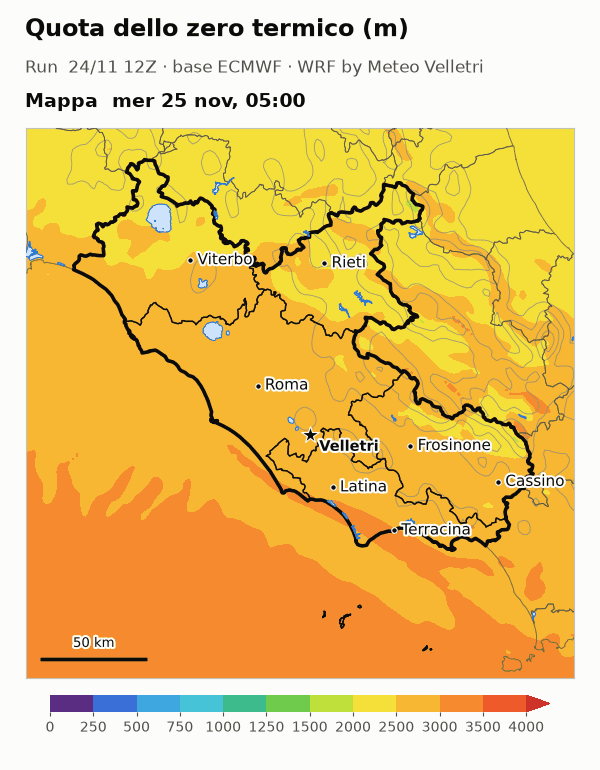 Quota dello zero termico (m)
Run  24/11 12Z · base ECMWF · WRF by Meteo Velletri
Mappa  mer 25 nov, 05:00
Viterbo
Rieti
Roma
Velletri
Frosinone
Latina
Cassino
Terracina
50 km
0 250 500 750 1000 1250 1500 2000 2500 3000 3500 4000